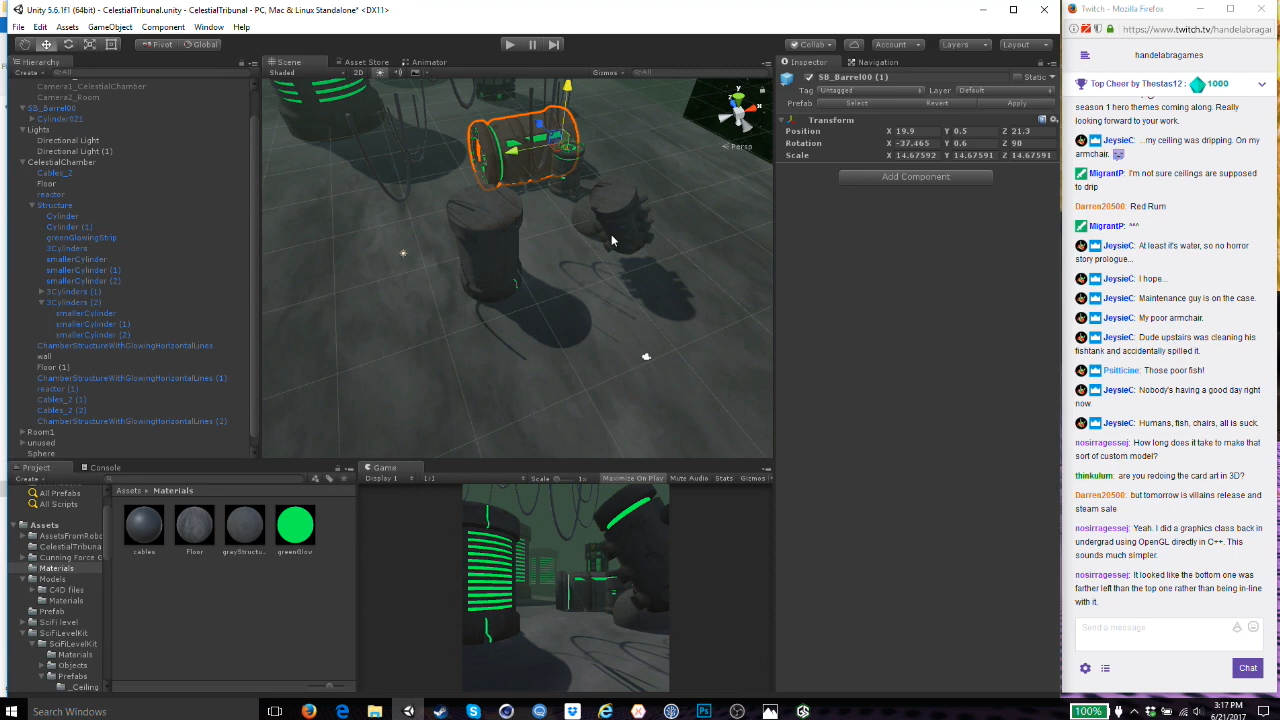 Unity 5.6.1f1 (64bit) - CelestialTribunal.unity - CelestialTribunal - PC, Mac & Linux Standalone* <DX11>
File Edit Assets GameObject Component Window Help
Pivot Global Collab Account Layers Layout
Hierarchy
Create All
Camera1_CelestialChamber
Camera2_Room
SB_Barrel00
Cylinder021
Lights
Directional Light
Directional Light (1)
CelestialChamber
Cables_2
Floor
reactor
Structure
Cylinder
Cylinder (1)
greenGlowingStrip
3Cylinders
smallerCylinder
smallerCylinder (1)
smallerCylinder (2)
3Cylinders (1)
3Cylinders (2)
smallerCylinder
smallerCylinder (1)
smallerCylinder (2)
ChamberStructureWithGlowingHorizontalLines
wall
Floor (1)
ChamberStructureWithGlowingHorizontalLines (1)
reactor (1)
Cables_2 (1)
Cables_2 (2)
ChamberStructureWithGlowingHorizontalLines (2)
Room1
unused
Sphere
Scene Asset Store Animator
Shaded 2D Gizmos All
y
x
z
Persp
Inspector Navigation
SB_Barrel00 (1) Static
Tag Untagged Layer Default
Prefab Select Revert Apply
Transform
Position X 19.9 Y 0.5 Z 21.3
Rotation X -37.465 Y 0.6 Z 90
Scale X 14.67592 Y 14.67591 Z 14.67591
Add Component
Project Console
Create
All Prefabs
All Scripts
Assets
AssetsFromRobo
CelestialTribuna
Cunning Force G
Materials
Models
C4D files
Materials
Prefab
SciFi level
SciFiLevelKit
SciFiLevelKit
Materials
Objects
Prefabs
_Ceiling
Assets Materials
cables Floor grayStructu... greenGlow
Game
Display 1 1:1 Scale 1x Maximize On Play Mute Audio Stats Gizmos
Twitch - Mozilla Firefox
https://www.twitch.tv/handelabragam
handelabragames
Top Cheer by Thestas12 : 1000
season 1 hero themes coming along. Really
looking forward to your work.
JeysieC: ...my ceiling was dripping. On my
armchair.
MigrantP: I'm not sure ceilings are supposed
to drip
Darren20500: Red Rum
MigrantP: ^^^
JeysieC: At least it's water, so no horror
story prologue...
JeysieC: I hope...
JeysieC: Maintenance guy is on the case.
JeysieC: My poor armchair.
JeysieC: Dude upstairs was cleaning his
fishtank and accidentally spilled it.
Psitticine: Those poor fish!
JeysieC: Nobody's having a good day right
now.
JeysieC: Humans, fish, chairs, all is suck.
nosirragessej: How long does it take to make that
sort of custom model?
thinkulum: are you redoing the card art in 3D?
Darren20500: but tomorrow is villains release and
steam sale
nosirragessej: Yeah. I did a graphics class back in
undergrad using OpenGL directly in C++. This
sounds much simpler.
nosirragessej: It looked like the bottom one was
farther left than the top one rather than being in-line
with it.
Send a message
Chat
Search Windows
100%
3:17 PM